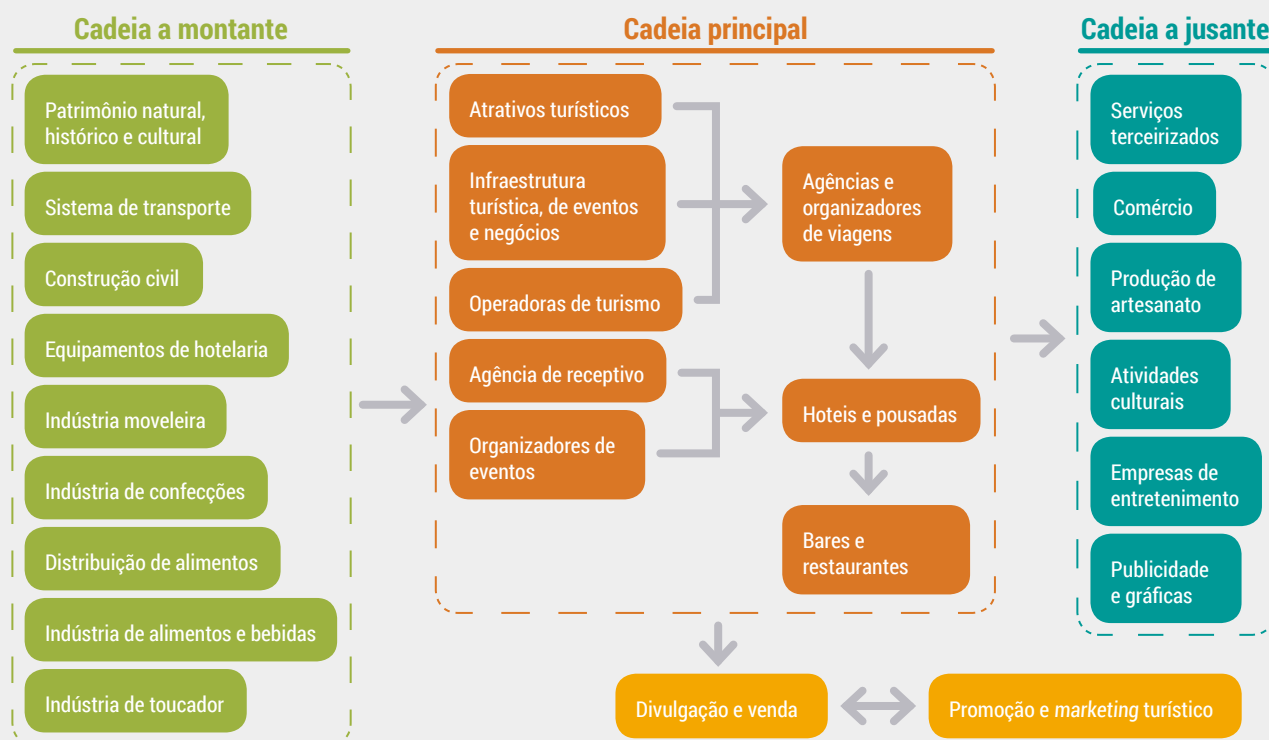 Cadeia a montante
Patrimônio natural,
histórico e cultural
Sistema de transporte
Construção civil
Equipamentos de hotelaria
Indústria moveleira
Indústria de confecções
Distribuição de alimentos
Indústria de alimentos e bebidas
Indústria de toucador
Cadeia principal
Atrativos turísticos
Infraestrutura
turística, de eventos
e negócios
Operadoras de turismo
Agência de receptivo
Organizadores de
eventos
Agências e
organizadores
de viagens
Hoteis e pousadas
Bares e
restaurantes
Cadeia a jusante
Serviços
terceirizados
Comércio
Produção de
artesanato
Atividades
culturais
Empresas de
entretenimento
Publicidade
e gráficas
Divulgação e venda
Promoção e marketing turístico